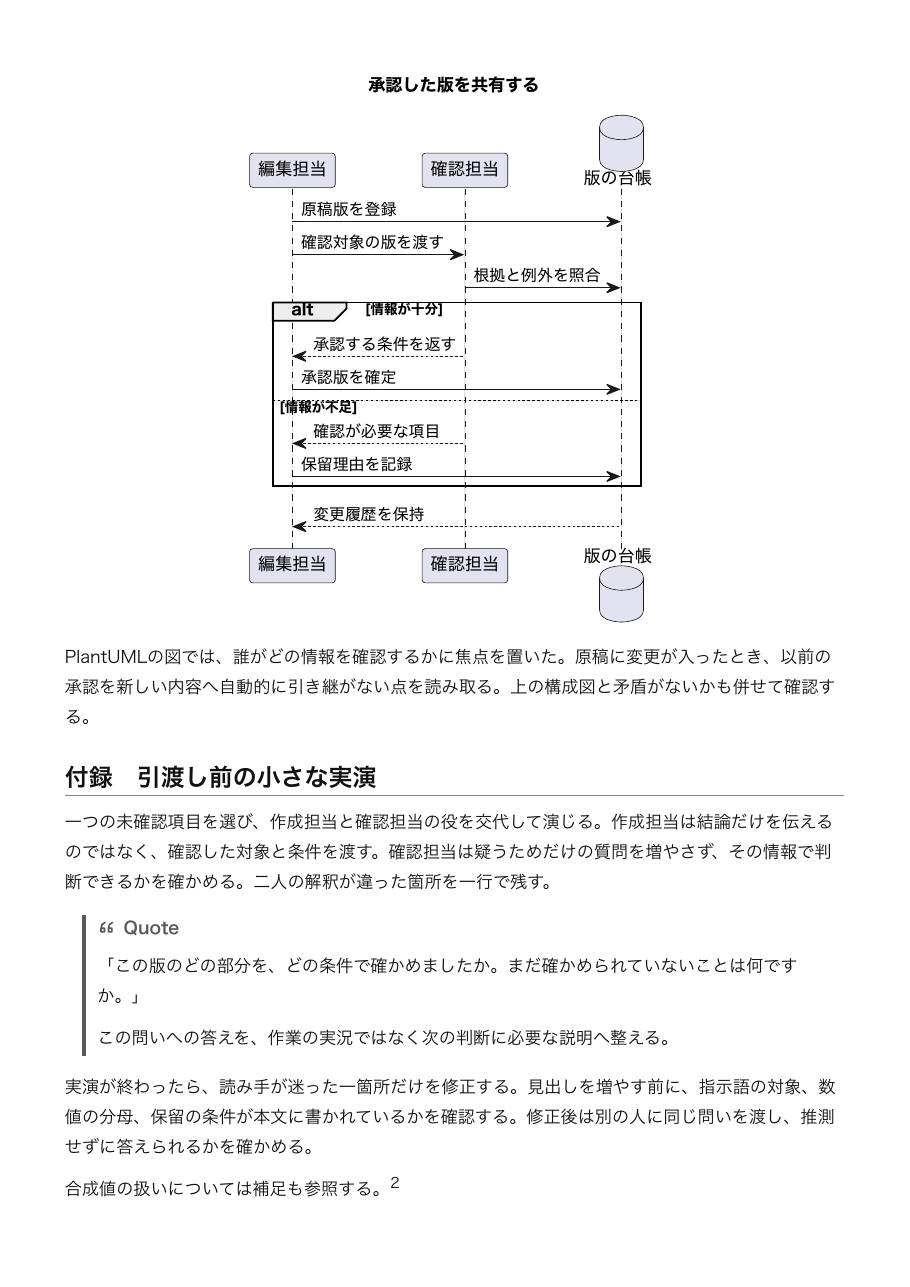 承認した版を共有する
編集担当
確認担当
版の台帳
原稿版を登録
確認対象の版を渡す
根拠と例外を照合
alt
[情報が十分]
承認する条件を返す
承認版を確定
[情報が不足]
確認が必要な項目
保留理由を記録
変更履歴を保持
編集担当
確認担当
版の台帳
PlantUMLの図では、誰がどの情報を確認するかに焦点を置いた。原稿に変更が入ったとき、以前の
承認を新しい内容へ自動的に引き継がない点を読み取る。上の構成図と矛盾がないかも併せて確認す
る。
付録　引渡し前の小さな実演
一つの未確認項目を選び、作成担当と確認担当の役を交代して演じる。作成担当は結論だけを伝える
のではなく、確認した対象と条件を渡す。確認担当は疑うためだけの質問を増やさず、その情報で判
断できるかを確かめる。二人の解釈が違った箇所を一行で残す。
Quote
「この版のどの部分を、どの条件で確かめましたか。まだ確かめられていないことは何です
か。」
この問いへの答えを、作業の実況ではなく次の判断に必要な説明へ整える。
実演が終わったら、読み手が迷った一箇所だけを修正する。見出しを増やす前に、指示語の対象、数
値の分母、保留の条件が本文に書かれているかを確認する。修正後は別の人に同じ問いを渡し、推測
せずに答えられるかを確かめる。
合成値の扱いについては補足も参照する。2